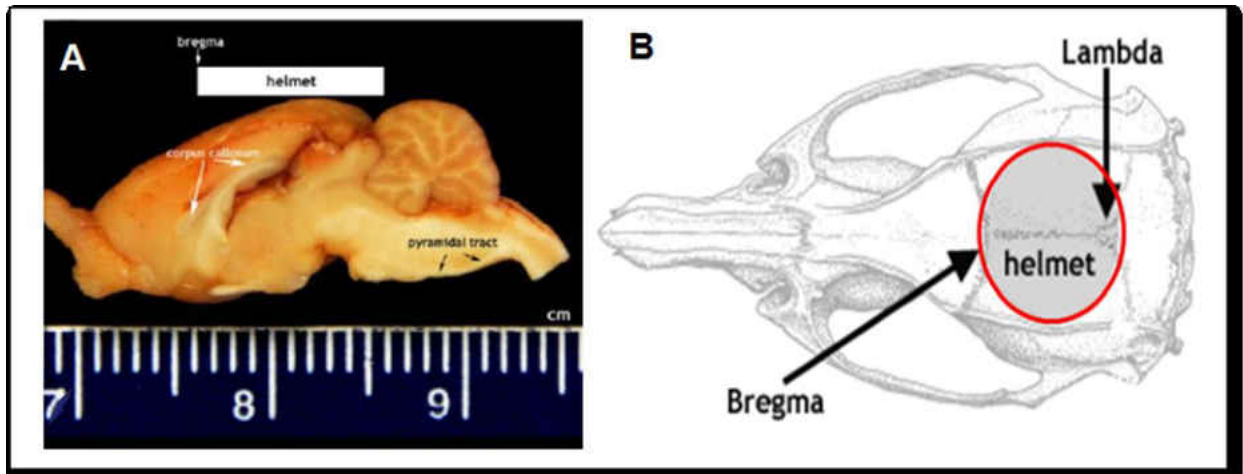 A
bregma
helmet
corpus callosum
pyramidal tract
cm
7 8 9
B
Lambda
helmet
Bregma